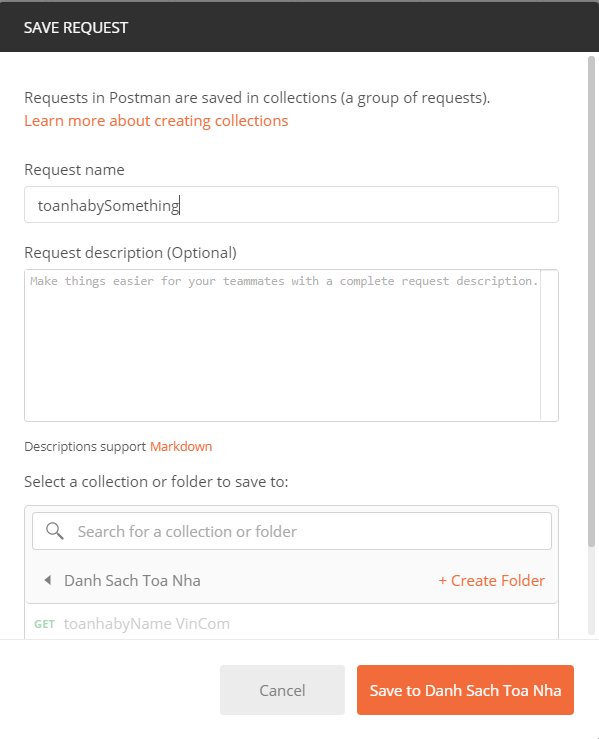 SAVE REQUEST
Requests in Postman are saved in collections (a group of requests).
Learn more about creating collections
Request name
toanhabySomething
Request description (Optional)
Make things easier for your teammates with a complete request description.
Descriptions support Markdown
Select a collection or folder to save to:
Search for a collection or folder
Danh Sach Toa Nha + Create Folder
GET toanhabyName VinCom
Cancel Save to Danh Sach Toa Nha